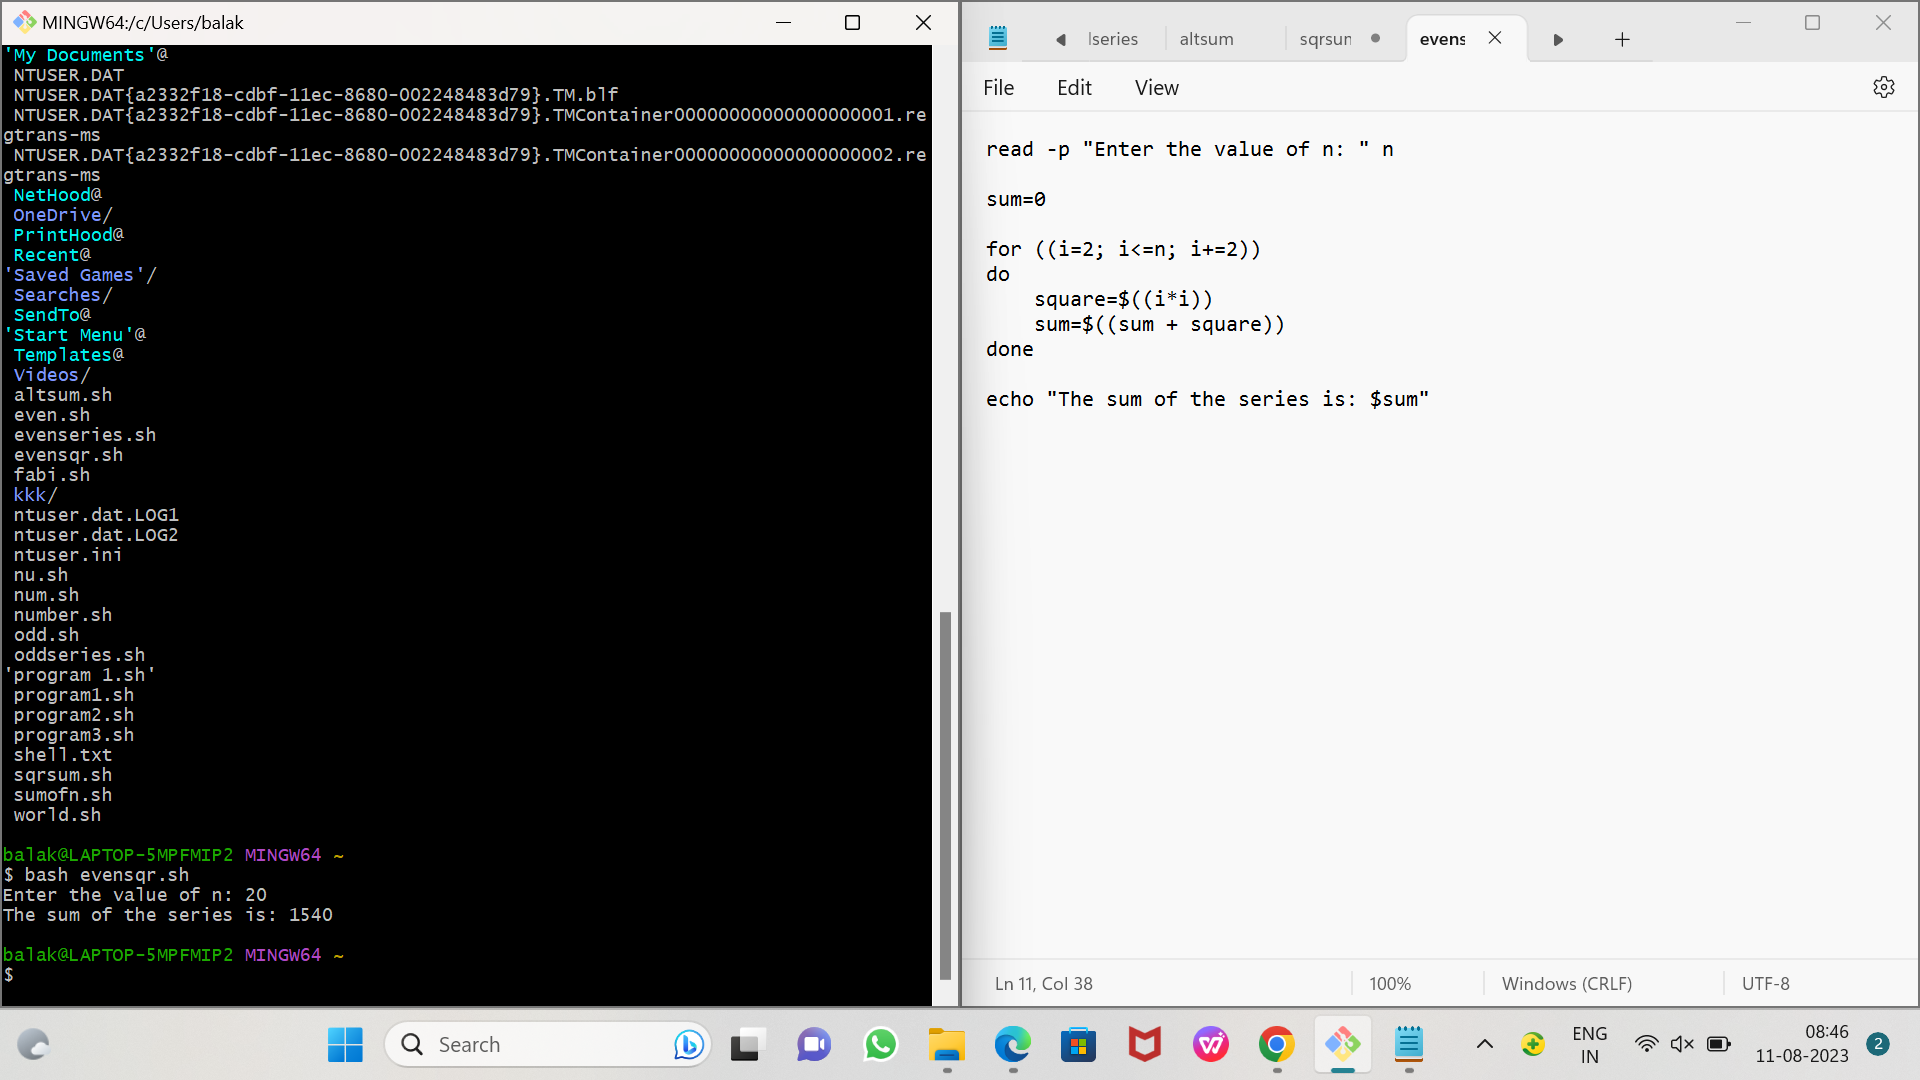 MINGW64:/c/Users/balak
'My Documents'@
NTUSER.DAT
NTUSER.DAT{a2332f18-cdbf-11ec-8680-002248483d79}.TM.blf
NTUSER.DAT{a2332f18-cdbf-11ec-8680-002248483d79}.TMContainer00000000000000000001.re
gtrans-ms
NTUSER.DAT{a2332f18-cdbf-11ec-8680-002248483d79}.TMContainer00000000000000000002.re
gtrans-ms
NetHood@
OneDrive/
PrintHood@
Recent@
'Saved Games'/
Searches/
SendTo@
'Start Menu'@
Templates@
Videos/
altsum.sh
even.sh
evenseries.sh
evensqr.sh
fabi.sh
kkk/
ntuser.dat.LOG1
ntuser.dat.LOG2
ntuser.ini
nu.sh
num.sh
number.sh
odd.sh
oddseries.sh
'program 1.sh'
program1.sh
program2.sh
program3.sh
shell.txt
sqrsum.sh
sumofn.sh
world.sh
balak@LAPTOP-5MPFMIP2 MINGW64 ~
$ bash evensqr.sh
Enter the value of n: 20
The sum of the series is: 1540
balak@LAPTOP-5MPFMIP2 MINGW64 ~
$
lseries altsum sqrsun evens
File Edit View
read -p "Enter the value of n: " n
sum=0
for ((i=2; i<=n; i+=2))
do
square=$((i*i))
sum=$((sum + square))
done
echo "The sum of the series is: $sum"
Ln 11, Col 38 100% Windows (CRLF) UTF-8
Search
ENG
IN
08:46
11-08-2023
2